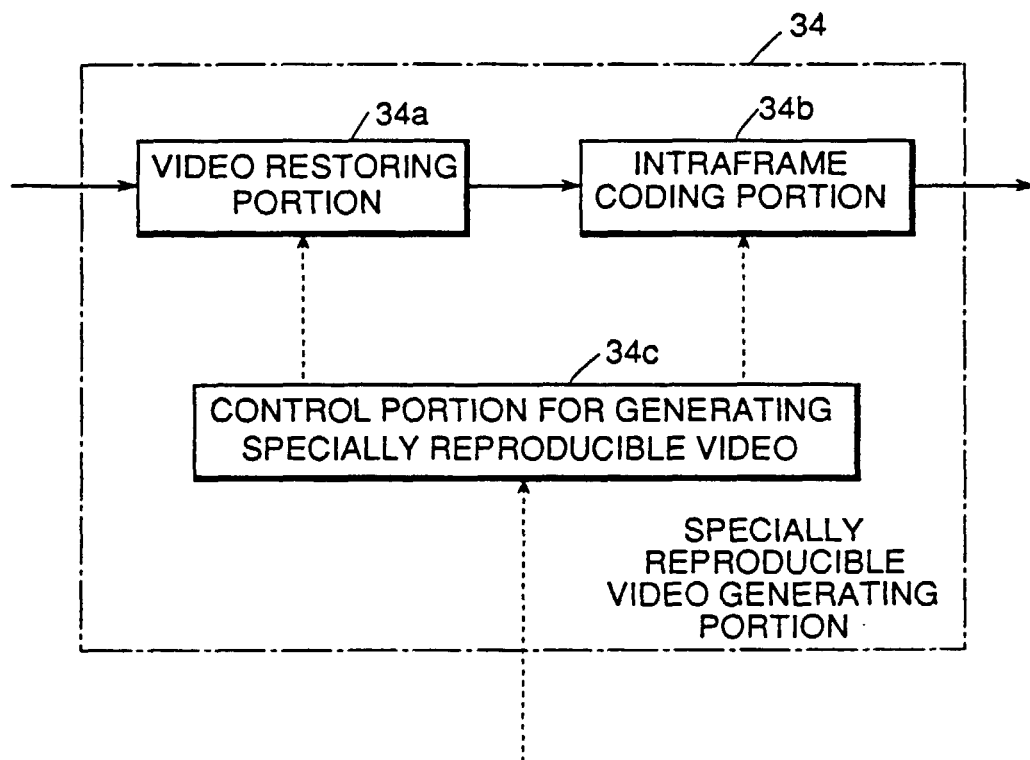 34
34a
34b
VIDEO RESTORING
PORTION
INTRAFRAME
CODING PORTION
34c
CONTROL PORTION FOR GENERATING
SPECIALLY REPRODUCIBLE VIDEO
SPECIALLY
REPRODUCIBLE
VIDEO GENERATING
PORTION